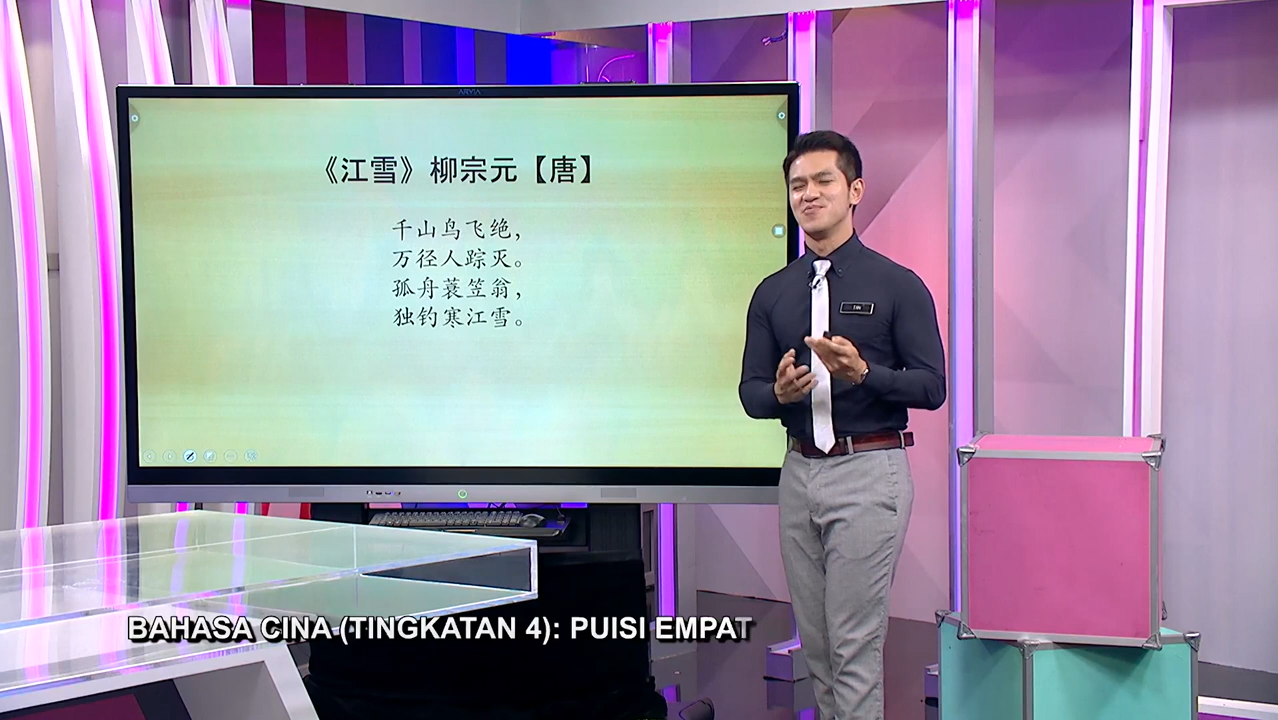 ARVIA
《江雪》柳宗元【唐】
千山鸟飞绝，
万径人踪灭。
孤舟蓑笠翁，
独钓寒江雪。
BAHASA CINA (TINGKATAN 4): PUISI EMPAT